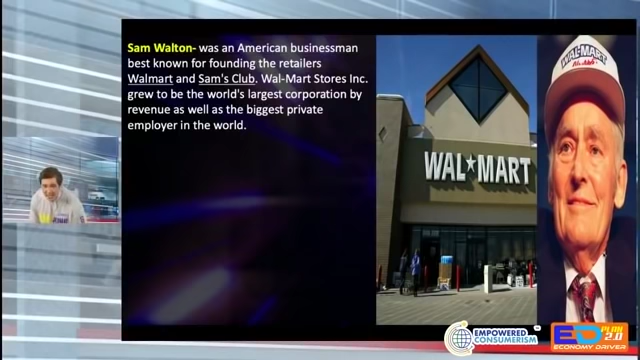 Sam Walton- was an American businessman
best known for founding the retailers
Walmart and Sam's Club. Wal-Mart Stores Inc.
grew to be the world's largest corporation by
revenue as well as the biggest private
employer in the world.
WAL★MART
WAL-MART
EMPOWERED
CONSUMERISM
PLAN
ED 2.0
ECONOMY DRIVER